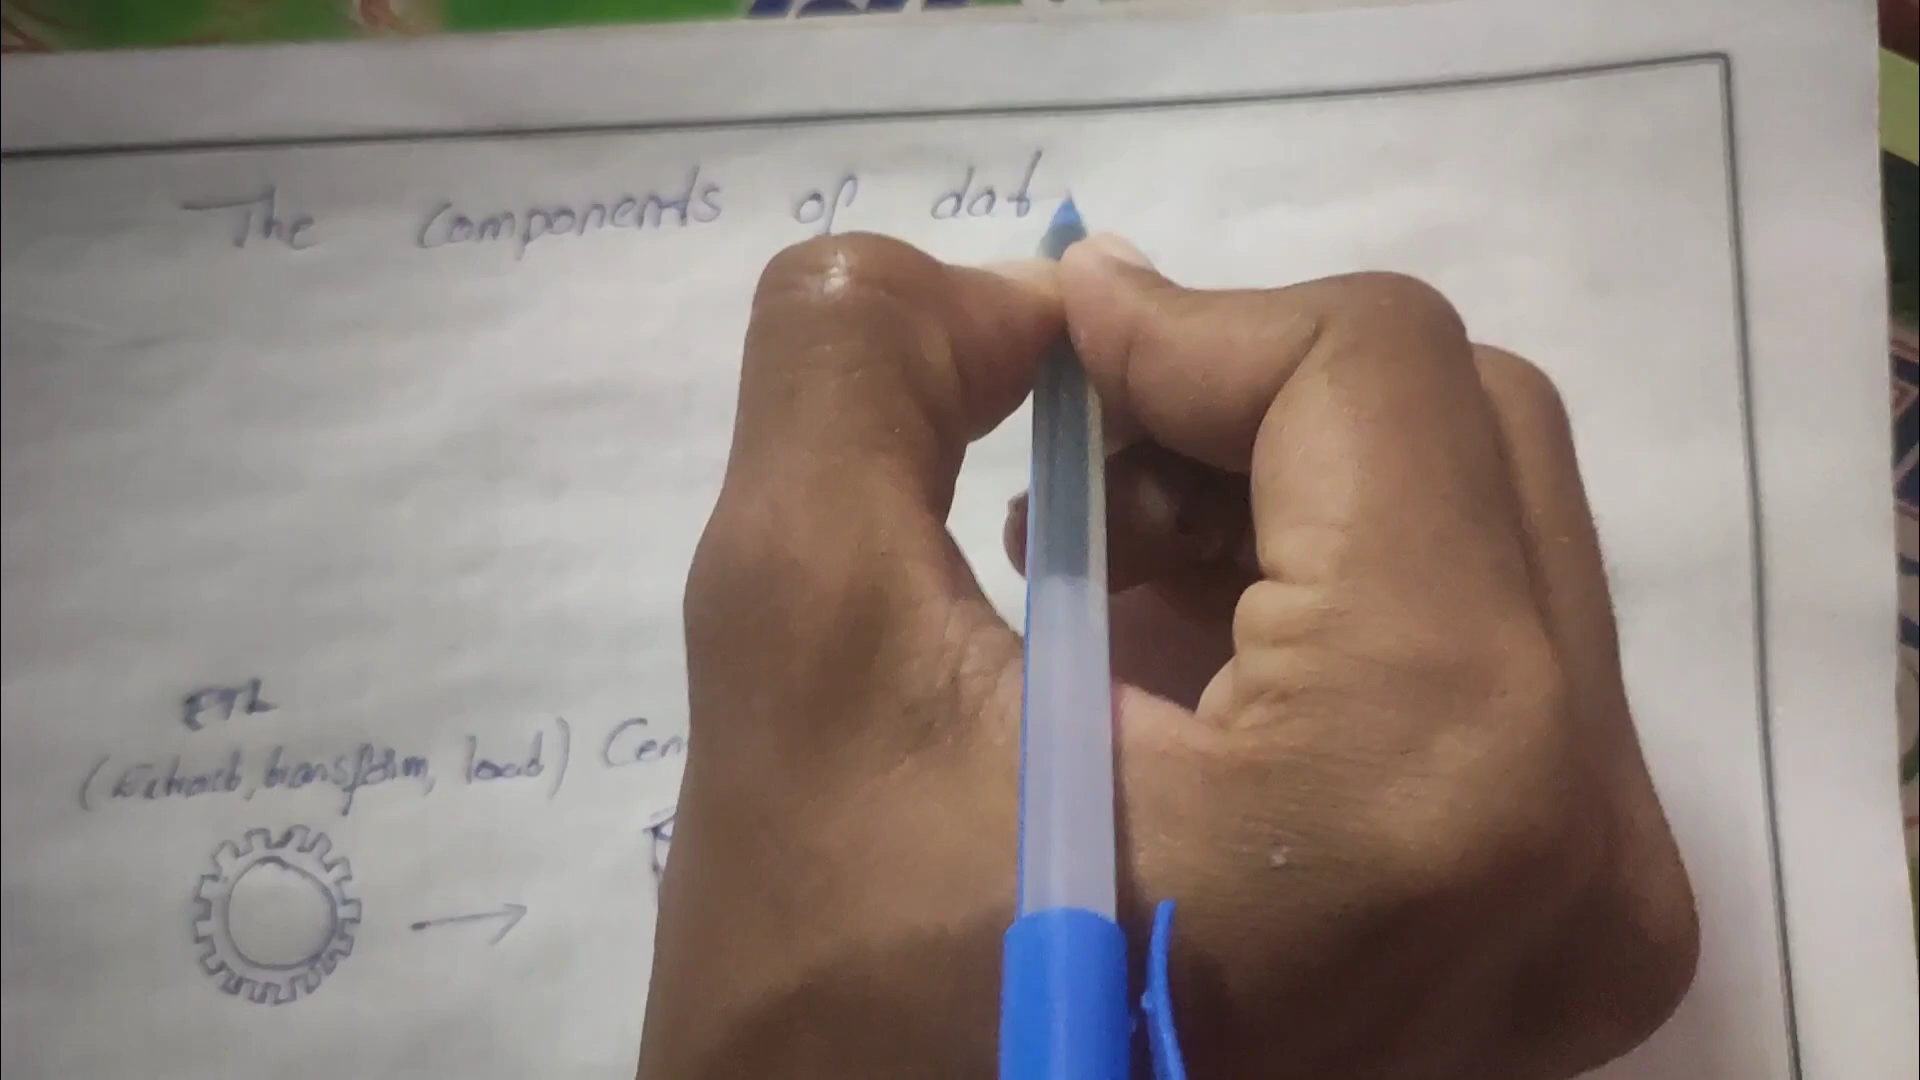 The components of dat
ETL
(Extract, transform, load) Cen